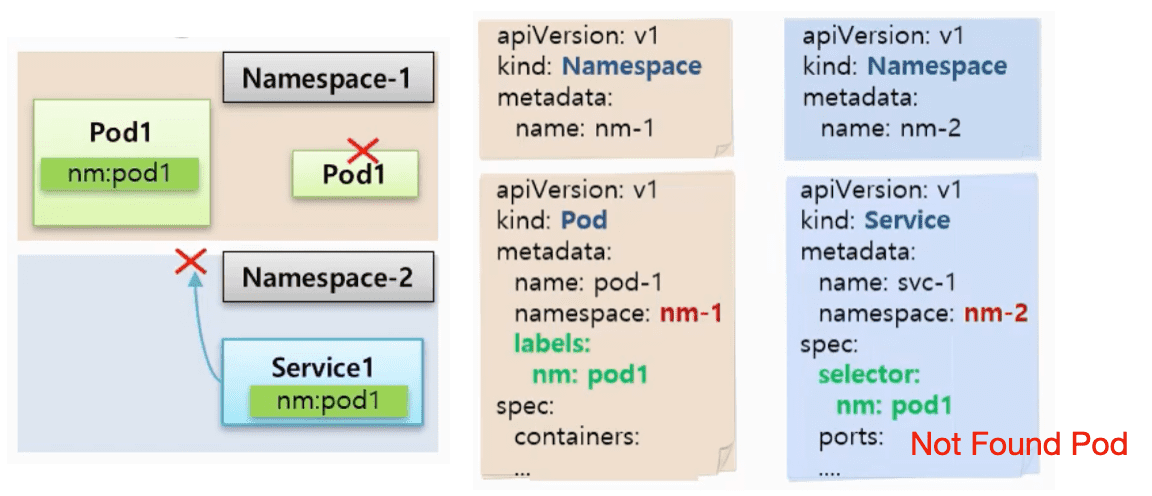 Namespace-1
Pod1
nm:pod1
Pod1
Namespace-2
Service1
nm:pod1
apiVersion: v1
kind: Namespace
metadata:
name: nm-1
apiVersion: v1
kind: Pod
metadata:
name: pod-1
namespace: nm-1
labels:
nm: pod1
spec:
containers:
...
apiVersion: v1
kind: Namespace
metadata:
name: nm-2
apiVersion: v1
kind: Service
metadata:
name: svc-1
namespace: nm-2
spec:
selector:
nm: pod1
ports:
....
Not Found Pod